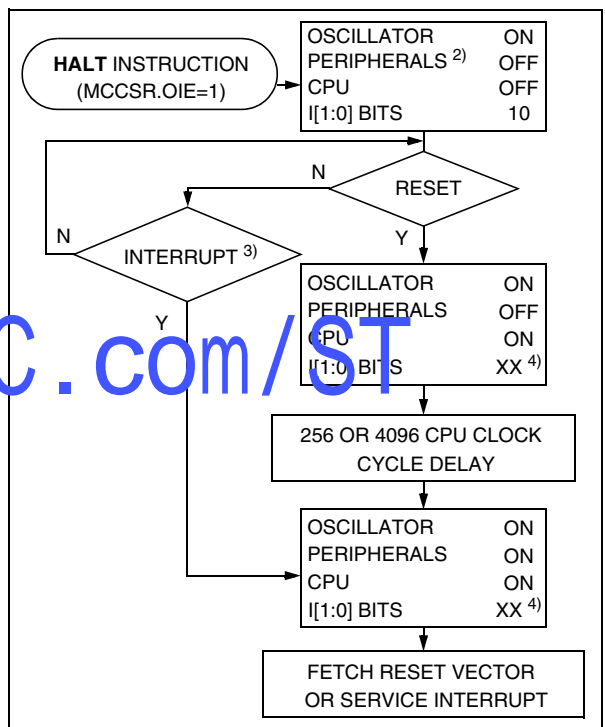 HALT INSTRUCTION
(MCCSR.OIE=1)
OSCILLATOR ON
PERIPHERALS 2) OFF
CPU OFF
I[1:0] BITS 10
N
RESET
Y
N
INTERRUPT 3)
Y
OSCILLATOR ON
PERIPHERALS OFF
CPU ON
I[1:0] BITS XX 4)
C.com/ST
256 OR 4096 CPU CLOCK
CYCLE DELAY
OSCILLATOR ON
PERIPHERALS ON
CPU ON
I[1:0] BITS XX 4)
FETCH RESET VECTOR
OR SERVICE INTERRUPT